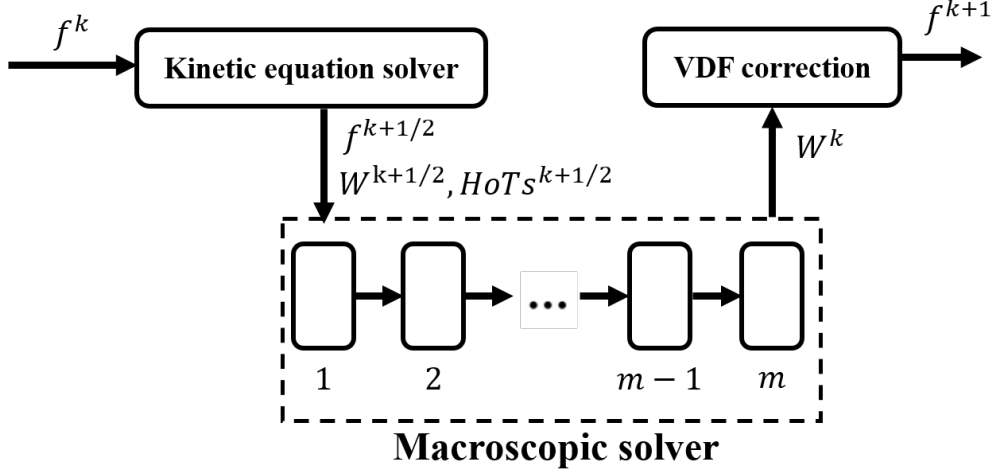 f^k
Kinetic equation solver
VDF correction
f^{k+1}
f^{k+1/2}
W^{k+1/2}, HoTs^{k+1/2}
W^k
...
1 2 m − 1 m
Macroscopic solver